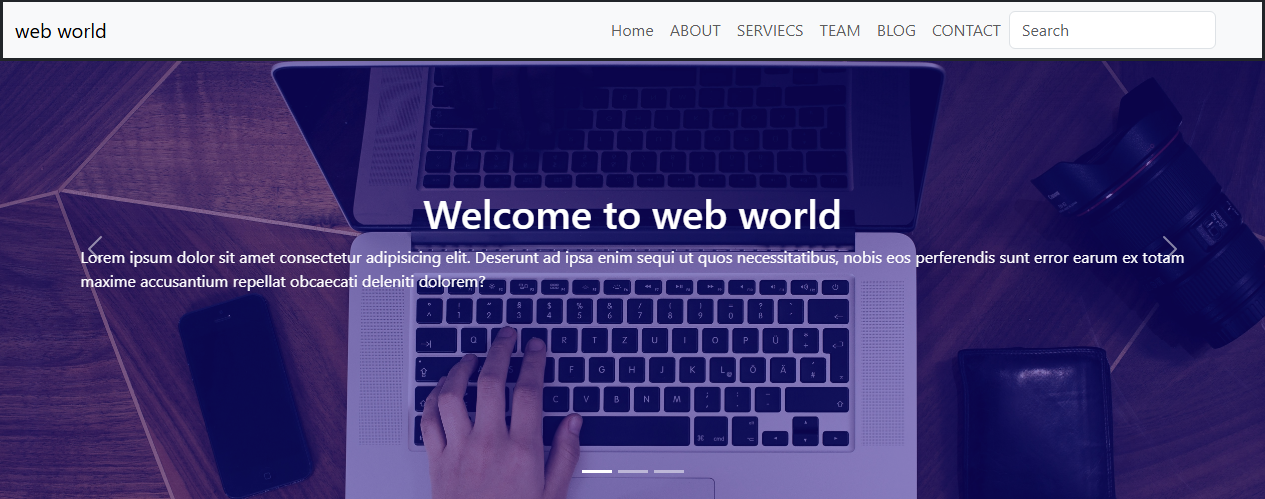 web world
Home ABOUT SERVIECS TEAM BLOG CONTACT Search
Welcome to web world
Lorem ipsum dolor sit amet consectetur adipisicing elit. Deserunt ad ipsa enim sequi ut quos necessitatibus, nobis eos perferendis sunt error earum ex totam
maxime accusantium repellat obcaecati deleniti dolorem?